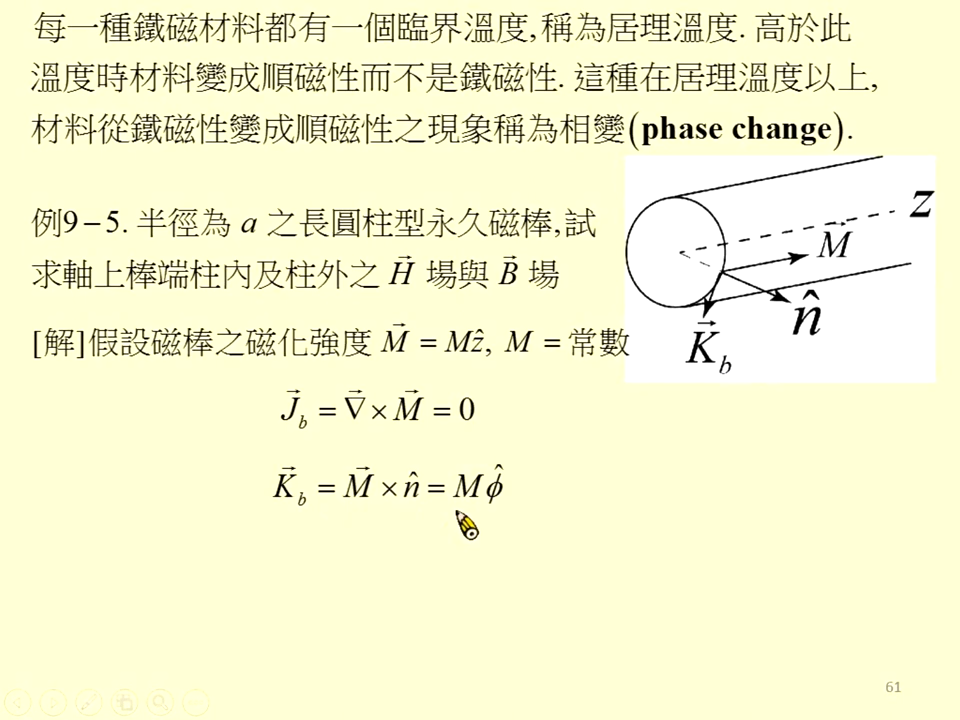 每一種鐵磁材料都有一個臨界溫度,稱為居理溫度. 高於此
溫度時材料變成順磁性而不是鐵磁性. 這種在居理溫度以上,
材料從鐵磁性變成順磁性之現象稱為相變(phase change).
例9－5. 半徑為 a 之長圓柱型永久磁棒,試
求軸上棒端柱內及柱外之 H⃗ 場與 B⃗ 場
[解]假設磁棒之磁化強度 M⃗ = Mẑ, M = 常數
J⃗_b = ∇⃗ × M⃗ = 0
K⃗_b = M⃗ × n̂ = Mφ̂
z
M⃗
n̂
K⃗_b
61